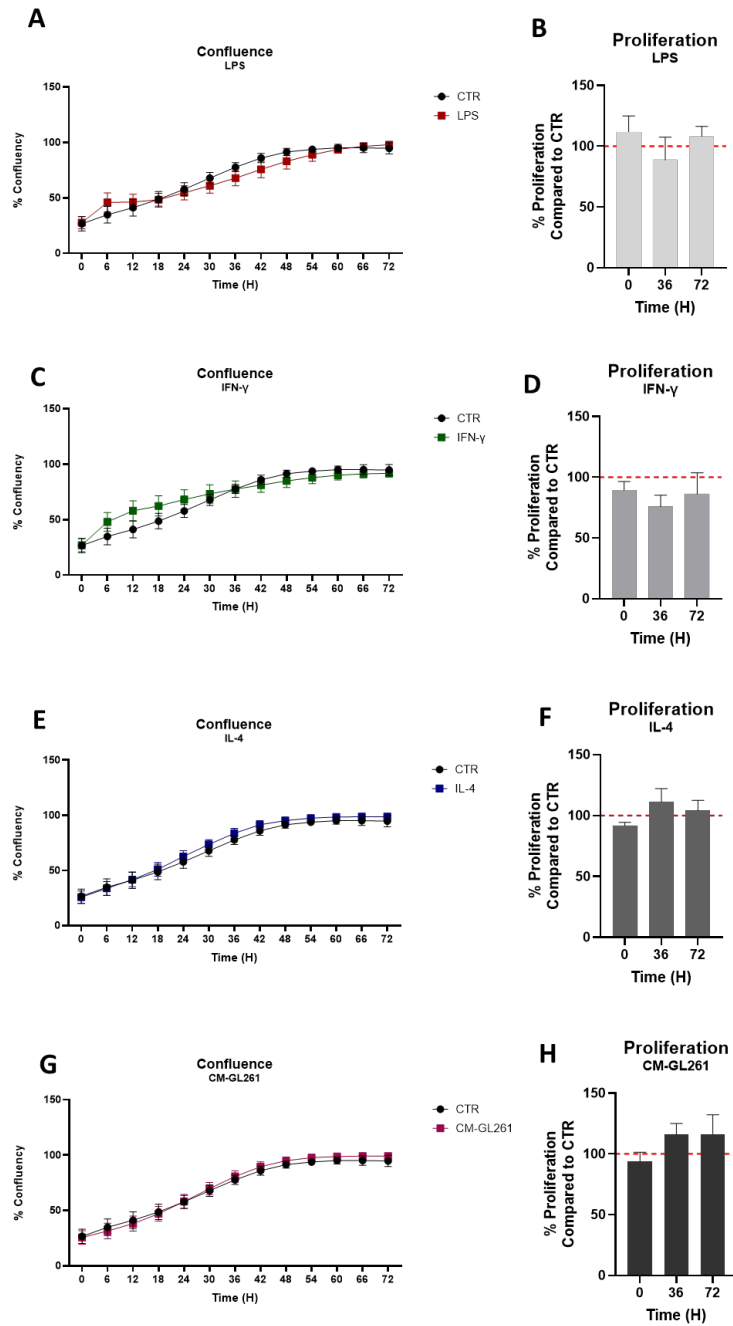 A
Confluence
LPS
% Confluency
150
100
50
0
0 6 12 18 24 30 36 42 48 54 60 66 72
Time (H)
CTR
LPS
B
Proliferation
LPS
% Proliferation
Compared to CTR
150
100
50
0
0 36 72
Time (H)
C
Confluence
IFN-γ
% Confluency
150
100
50
0
0 6 12 18 24 30 36 42 48 54 60 66 72
Time (H)
CTR
IFN-γ
D
Proliferation
IFN-γ
% Proliferation
Compared to CTR
150
100
50
0
0 36 72
Time (H)
E
Confluence
IL-4
% Confluency
150
100
50
0
0 6 12 18 24 30 36 42 48 54 60 66 72
Time (H)
CTR
IL-4
F
Proliferation
IL-4
% Proliferation
Compared to CTR
150
100
50
0
0 36 72
Time (H)
G
Confluence
CM-GL261
% Confluency
150
100
50
0
0 6 12 18 24 30 36 42 48 54 60 66 72
Time (H)
CTR
CM-GL261
H
Proliferation
CM-GL261
% Proliferation
Compared to CTR
150
100
50
0
0 36 72
Time (H)